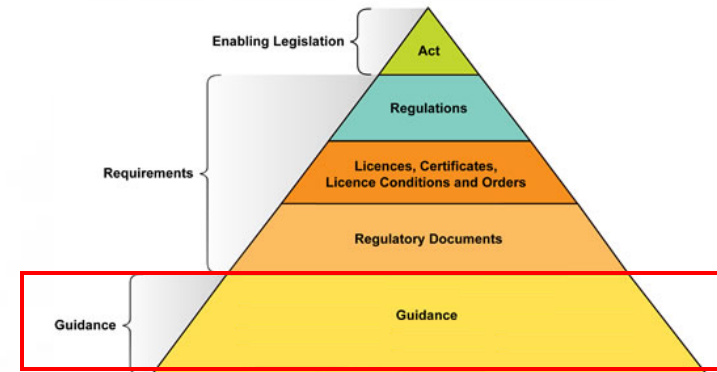 Enabling Legislation
Act
Regulations
Requirements
Licences, Certificates,
Licence Conditions and Orders
Regulatory Documents
Guidance
Guidance